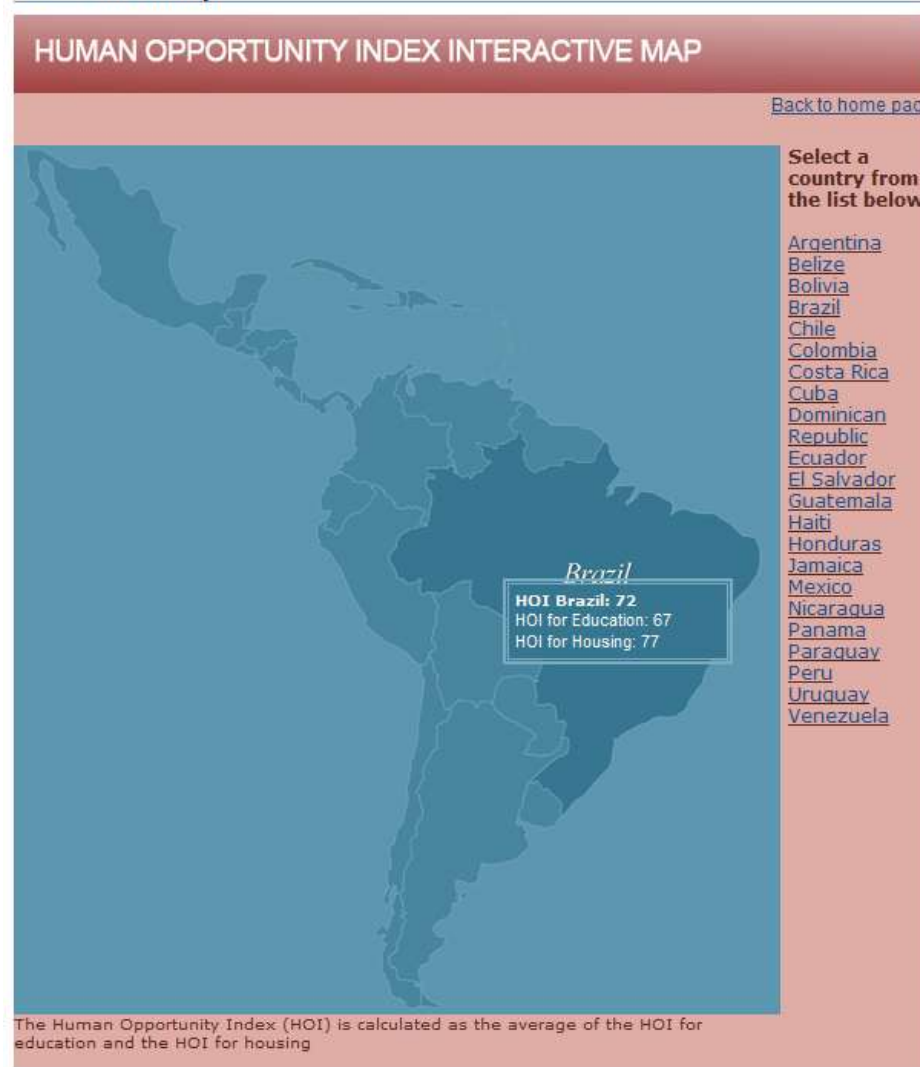 HUMAN OPPORTUNITY INDEX INTERACTIVE MAP
Back to home
Select a
country from
the list below
Argentina
Belize
Bolivia
Brazil
Chile
Colombia
Costa Rica
Cuba
Dominican
Republic
Ecuador
El Salvador
Guatemala
Haiti
Honduras
Jamaica
Mexico
Nicaragua
Panama
Paraguay
Peru
Uruguay
Venezuela
Brazil
HOI Brazil: 72
HOI for Education: 67
HOI for Housing: 77
The Human Opportunity Index (HOI) is calculated as the average of the HOI for
education and the HOI for housing